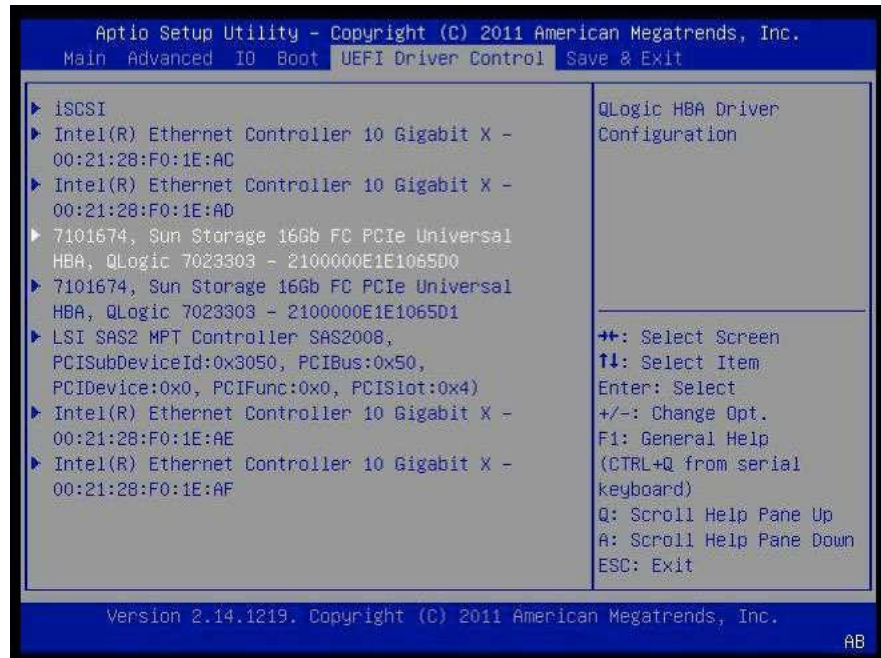 Aptio Setup Utility - Copyright (C) 2011 American Megatrends, Inc.
Main Advanced IO Boot UEFI Driver Control Save & Exit
iSCSI
Intel(R) Ethernet Controller 10 Gigabit X -
00:21:28:F0:1E:AC
Intel(R) Ethernet Controller 10 Gigabit X -
00:21:28:F0:1E:AD
7101674, Sun Storage 16Gb FC PCIe Universal
HBA, QLogic 7023303 - 2100000E1E1065D0
7101674, Sun Storage 16Gb FC PCIe Universal
HBA, QLogic 7023303 - 2100000E1E1065D1
LSI SAS2 MPT Controller SAS2008,
PCISubDeviceId:0x3050, PCIBus:0x50,
PCIDevice:0x0, PCIFunc:0x0, PCISlot:0x4)
Intel(R) Ethernet Controller 10 Gigabit X -
00:21:28:F0:1E:AE
Intel(R) Ethernet Controller 10 Gigabit X -
00:21:28:F0:1E:AF
QLogic HBA Driver
Configuration
→←: Select Screen
↑↓: Select Item
Enter: Select
+/-: Change Opt.
F1: General Help
(CTRL+Q from serial
keyboard)
Q: Scroll Help Pane Up
A: Scroll Help Pane Down
ESC: Exit
Version 2.14.1219. Copyright (C) 2011 American Megatrends, Inc.
AB